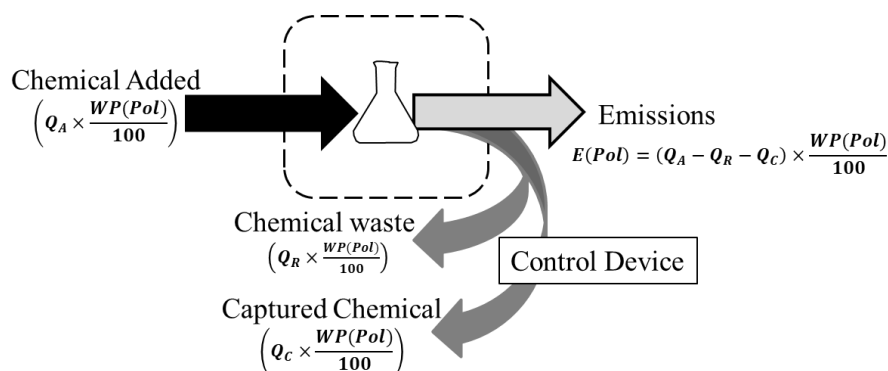 Chemical Added
(Q_A × WP(Pol)/100)
Emissions
E(Pol) = (Q_A − Q_R − Q_C) × WP(Pol)/100
Chemical waste
(Q_R × WP(Pol)/100)
Control Device
Captured Chemical
(Q_C × WP(Pol)/100)